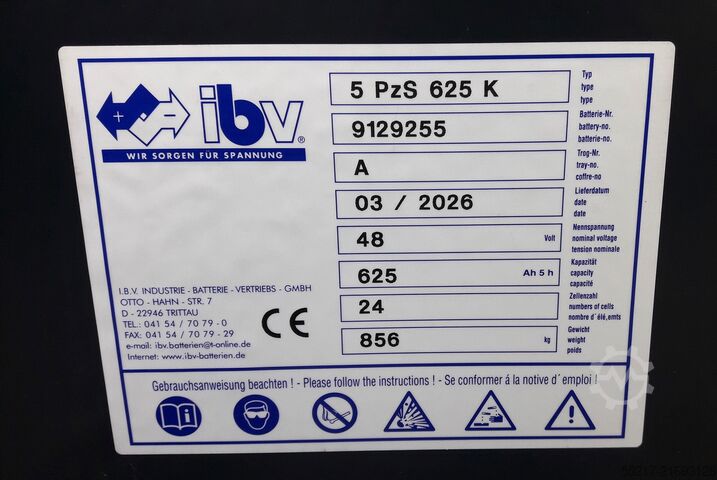 ibv®
WIR SORGEN FÜR SPANNUNG
5 PzS 625 K
Typ
type
type
9129255
Batterie-Nr.
battery-no.
batterie-no.
A
Trog-Nr.
tray-no.
coffre-no
03 / 2026
Lieferdatum
date
date
48 Volt
Nennspannung
nominal voltage
tension nominale
625 Ah 5 h
Kapazität
capacity
capacité
24
Zellenzahl
numbers of cells
nombre d´élé,emts
856 kg
Gewicht
weight
poids
I.B.V. INDUSTRIE - BATTERIE - VERTRIEBS - GMBH
OTTO - HAHN - STR. 7
D - 22946 TRITTAU
TEL.: 041 54 / 70 79 - 0
FAX: 041 54 / 70 79 - 29
e-mail: ibv.batterien@t-online.de
Internet: www.ibv-batterien.de
CE
Gebrauchsanweisung beachten ! - Please follow the instructions ! - Se conformer á la notive d´emploi !